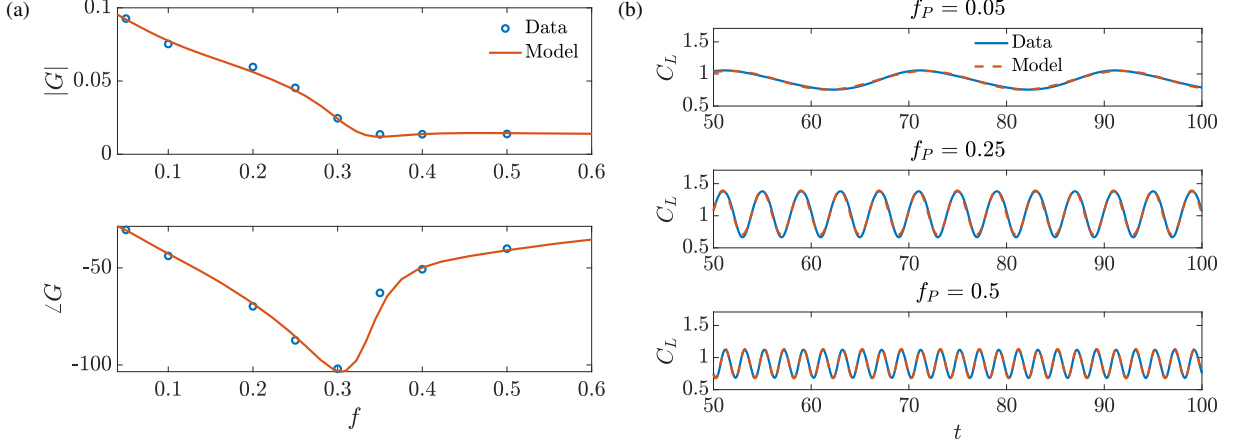 (a)
0.1
0.05
0
|G|
Data
Model
0.1 0.2 0.3 0.4 0.5 0.6
-50
-100
∠G
0.1 0.2 0.3 0.4 0.5 0.6
f
(b)
f_P = 0.05
1.5
1
0.5
C_L
Data
Model
50 60 70 80 90 100
f_P = 0.25
1.5
1
0.5
C_L
50 60 70 80 90 100
f_P = 0.5
1.5
1
0.5
C_L
50 60 70 80 90 100
t